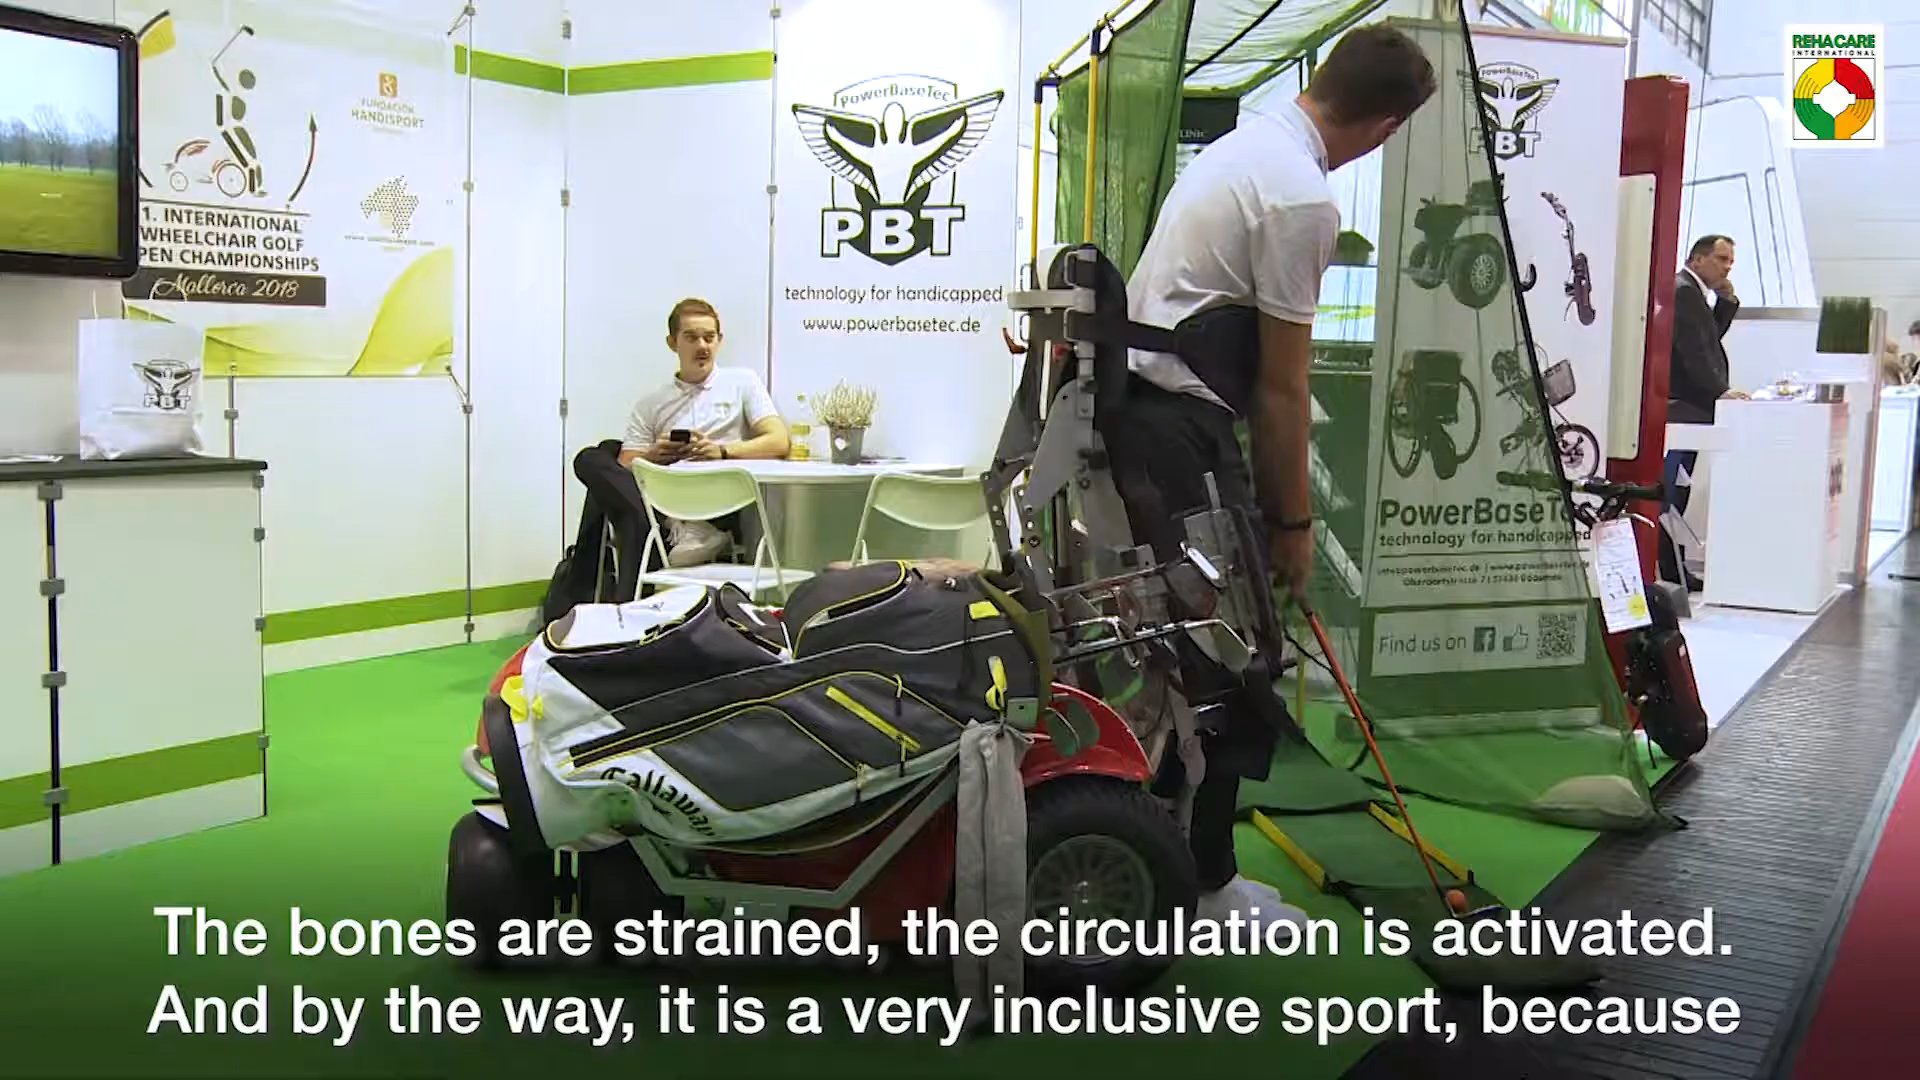 REHACARE
INTERNATIONAL
FUNDACIÓN
HANDISPORT
1. INTERNATIONAL
WHEELCHAIR GOLF
PEN CHAMPIONSHIPS
Mallorca 2018
PowerBaseTec
PBT
technology for handicapped
www.powerbasetec.de
PBT
PowerBaseTec
PBT
PowerBaseTec
technology for handicapped
Find us on
Callaway
The bones are strained, the circulation is activated.
And by the way, it is a very inclusive sport, because